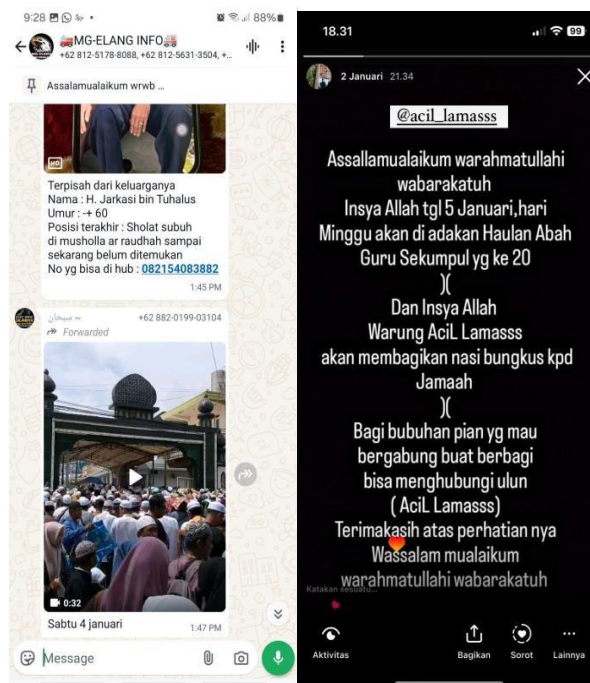 9:28
88%
MG-ELANG INFO
+62 812-5178-8088, +62 812-5631-3504, +..
Assalamualaikum wrwb ...
HD
Terpisah dari keluarganya
Nama : H. Jarkasi bin Tuhalus
Umur : -+ 60
Posisi terakhir : Sholat subuh
di musholla ar raudhah sampai
sekarang belum ditemukan
No yg bisa di hub : 082154083882
1:45 PM
~ سبحان
+62 882-0199-03104
Forwarded
0:32
Sabtu 4 januari
1:47 PM
Message
18.31
99
2 Januari 21.34
@acil_lamasss
Assallamualaikum warahmatullahi
wabarakatuh
Insya Allah tgl 5 Januari,hari
Minggu akan di adakan Haulan Abah
Guru Sekumpul yg ke 20
)(
Dan Insya Allah
Warung AciL Lamasss
akan membagikan nasi bungkus kpd
Jamaah
)(
Bagi bubuhan pian yg mau
bergabung buat berbagi
bisa menghubungi ulun
( AciL Lamasss)
Terimakasih atas perhatian nya
Wassalam mualaikum
warahmatullahi wabarakatuh
Katakan sesuatu...
Aktivitas
Bagikan
Sorot
Lainnya